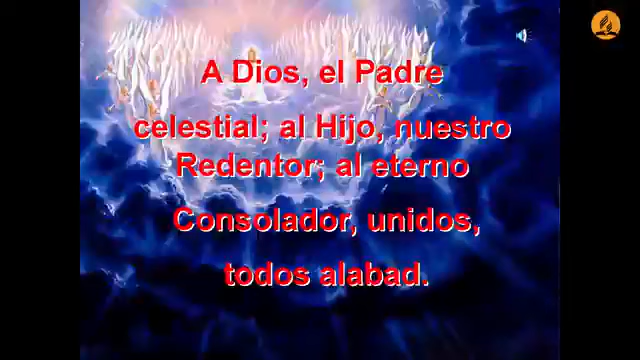 A Dios, el Padre
celestial; al Hijo, nuestro
Redentor; al eterno
Consolador, unidos,
todos alabad.